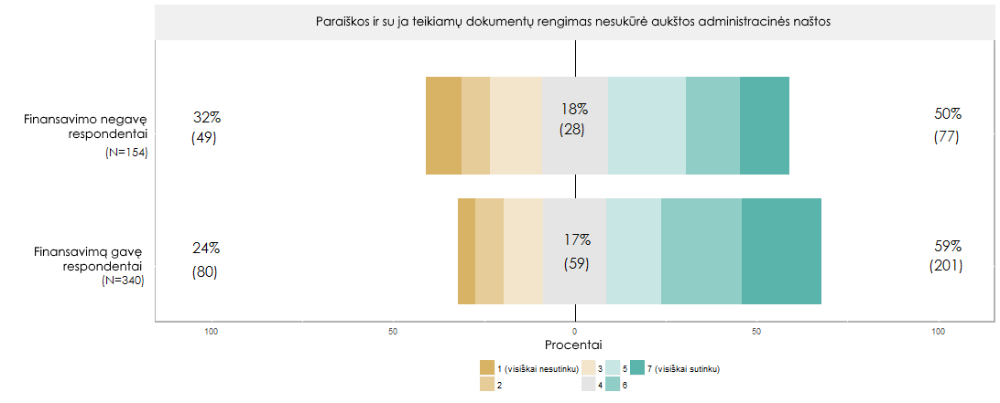 Paraiškos ir su ja teikiamų dokumentų rengimas nesukūrė aukštos administracinės naštos
Finansavimo negavę
respondentai
(N=154)
32%
(49)
18%
(28)
50%
(77)
Finansavimą gavę
respondentai
(N=340)
24%
(80)
17%
(59)
59%
(201)
100
50
0
50
100
Procentai
1 (visiškai nesutinku)
2
3
4
5
6
7 (visiškai sutinku)